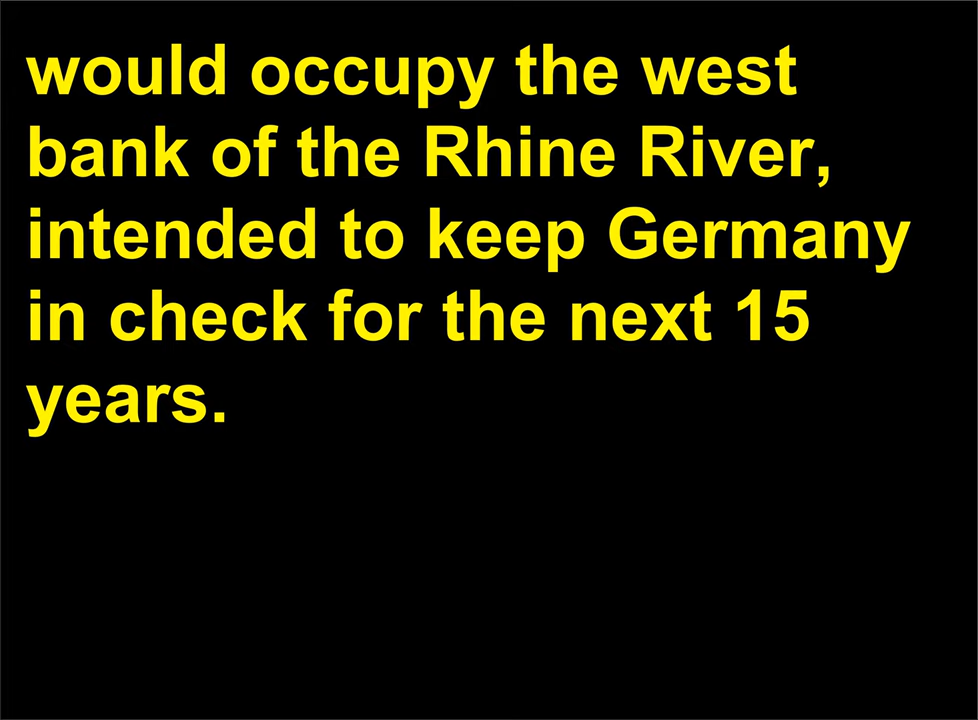 would occupy the west
bank of the Rhine River,
intended to keep Germany
in check for the next 15
years.